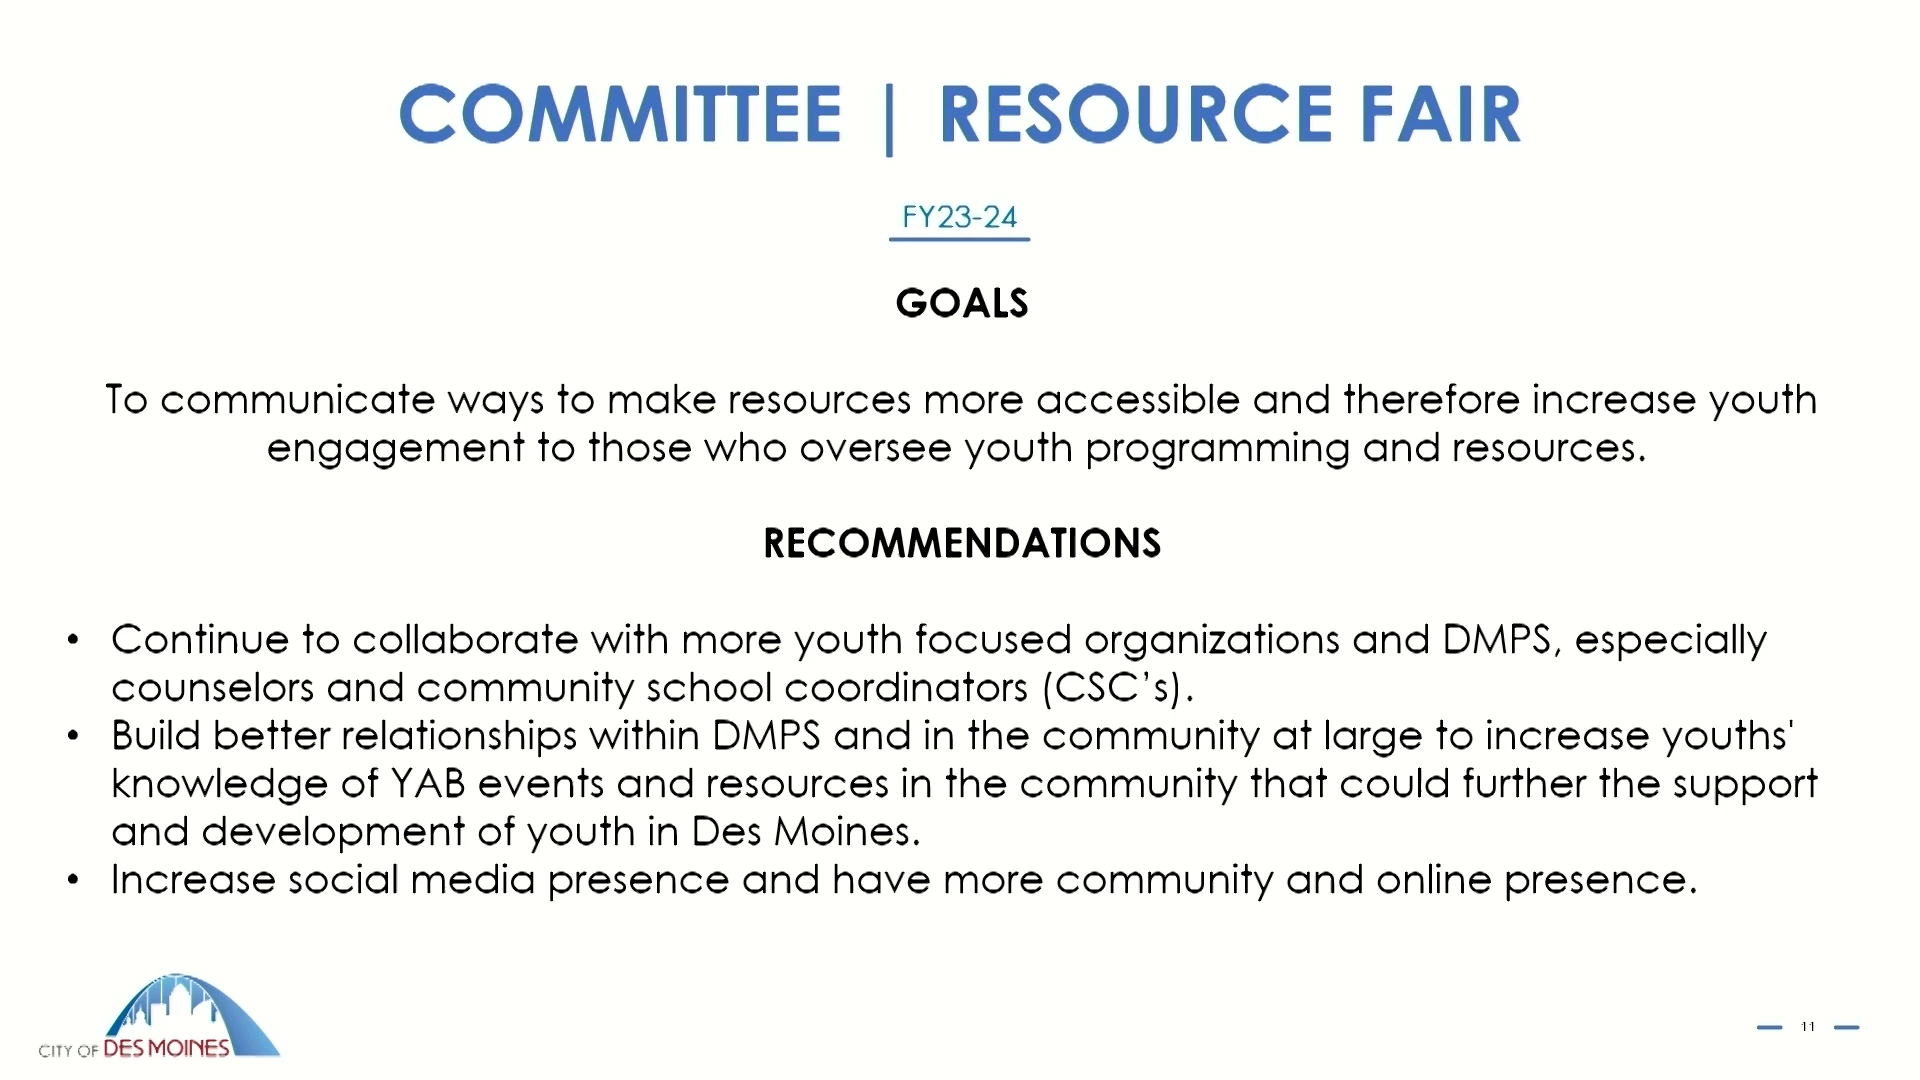 COMMITTEE | RESOURCE FAIR
FY23-24
GOALS
To communicate ways to make resources more accessible and therefore increase youth
engagement to those who oversee youth programming and resources.
RECOMMENDATIONS
• Continue to collaborate with more youth focused organizations and DMPS, especially
counselors and community school coordinators (CSC’s).
• Build better relationships within DMPS and in the community at large to increase youths'
knowledge of YAB events and resources in the community that could further the support
and development of youth in Des Moines.
• Increase social media presence and have more community and online presence.
CITY OF DES MOINES
11